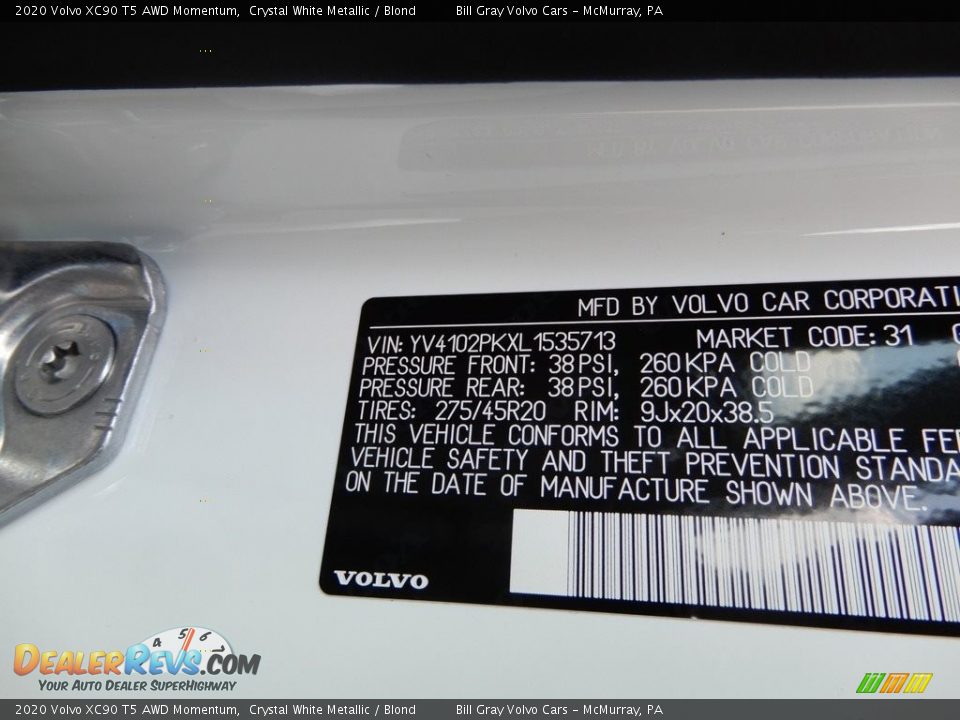 2020 Volvo XC90 T5 AWD Momentum, Crystal White Metallic / Blond Bill Gray Volvo Cars - McMurray, PA
MFD BY VOLVO CAR CORPORATI
VIN: YV4102PKXL1535713 MARKET CODE: 31
PRESSURE FRONT: 38 PSI, 260 KPA COLD
PRESSURE REAR: 38 PSI, 260 KPA COLD
TIRES: 275/45R20 RIM: 9Jx20x38.5
THIS VEHICLE CONFORMS TO ALL APPLICABLE FE
VEHICLE SAFETY AND THEFT PREVENTION STANDA
ON THE DATE OF MANUFACTURE SHOWN ABOVE.
VOLVO
4 5 6 7
DEALERREVS.COM
YOUR AUTO DEALER SUPERHIGHWAY
2020 Volvo XC90 T5 AWD Momentum, Crystal White Metallic / Blond Bill Gray Volvo Cars - McMurray, PA